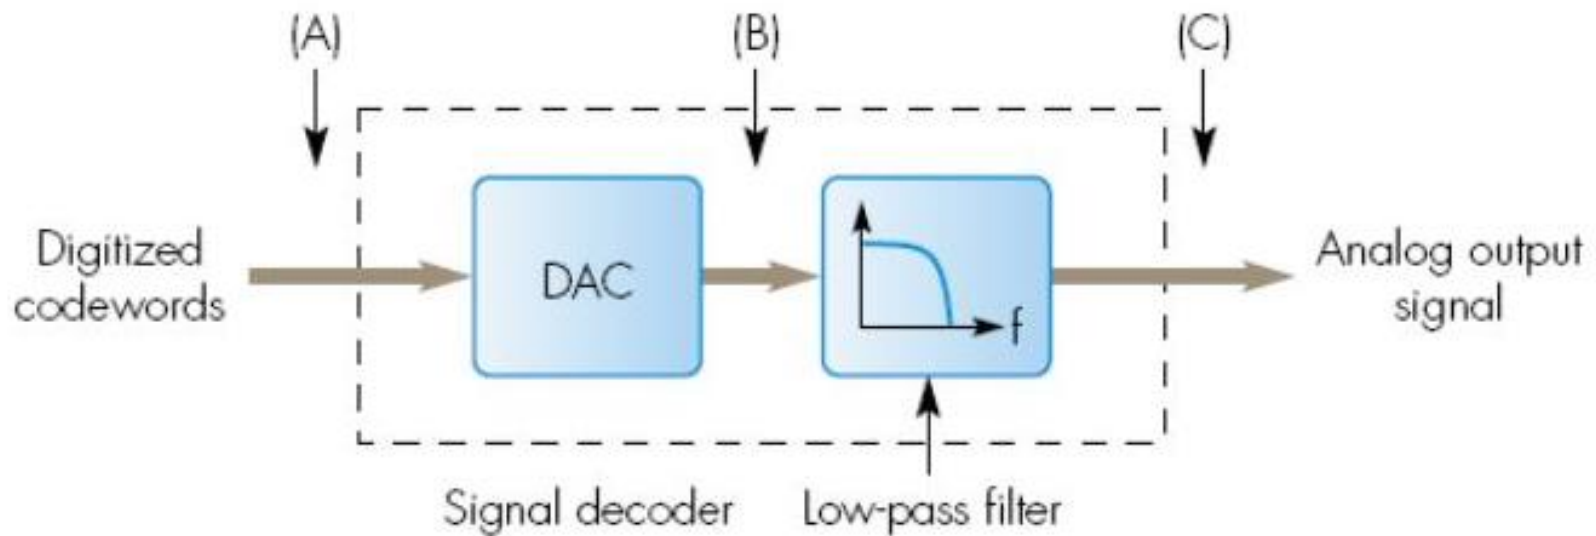 (A)
(B)
(C)
Digitized
codewords
DAC
f
Analog output
signal
Signal decoder
Low-pass filter